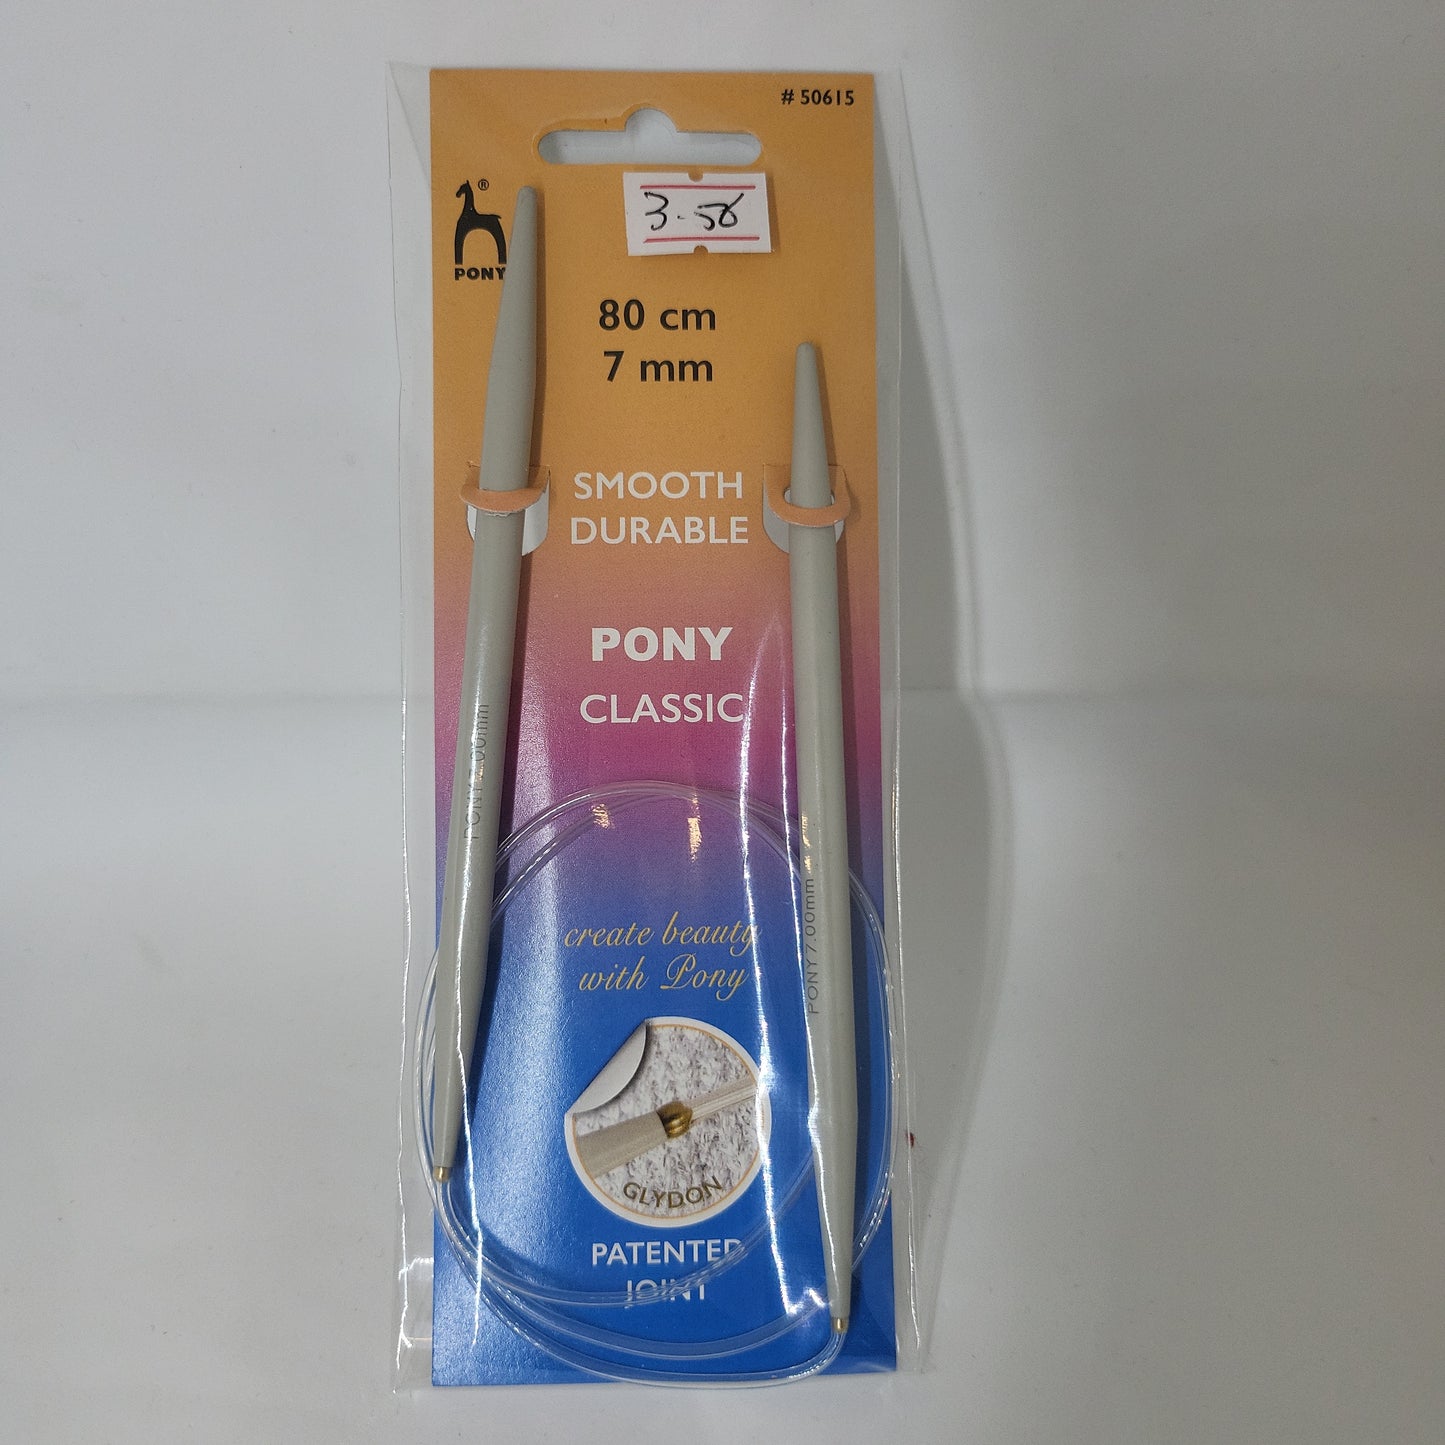 # 50615
®
PONY
3.50
80 cm
7 mm
SMOOTH
DURABLE
PONY
CLASSIC
PONY 7.00mm
PONY 7.00mm
create beauty
with Pony
GLYDON
PATENTED
JOINT